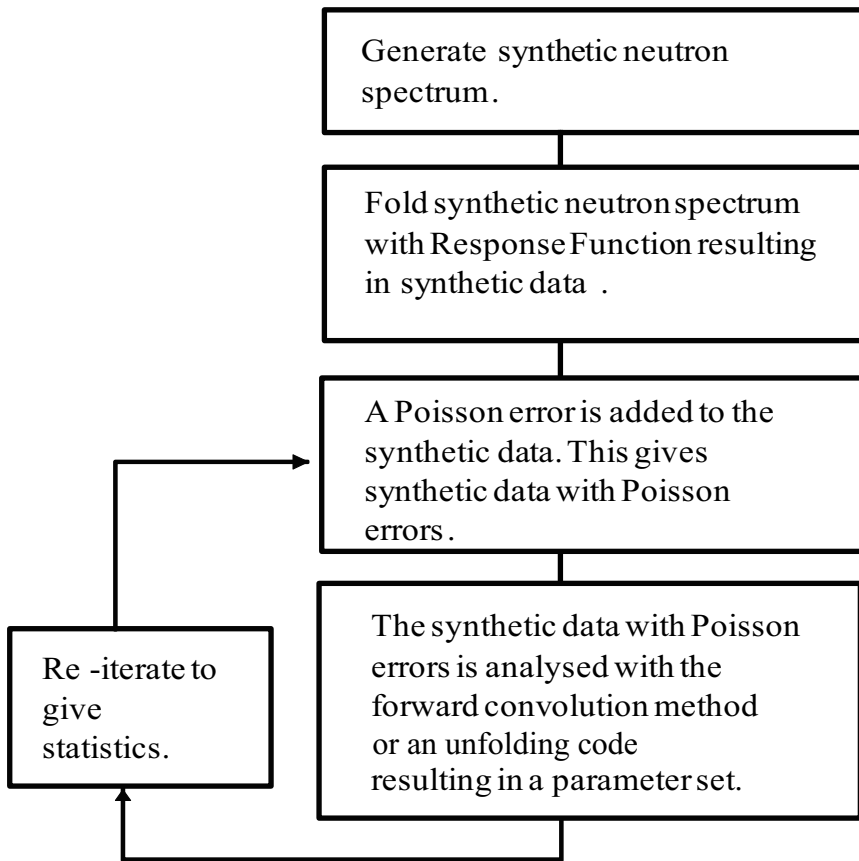 Generate synthetic neutron
spectrum.
Fold synthetic neutron spectrum
with Response Function resulting
in synthetic data .
A Poisson error is added to the
synthetic data. This gives
synthetic data with Poisson
errors.
The synthetic data with Poisson
errors is analysed with the
forward convolution method
or an unfolding code
resulting in a parameter set.
Re -iterate to
give
statistics.